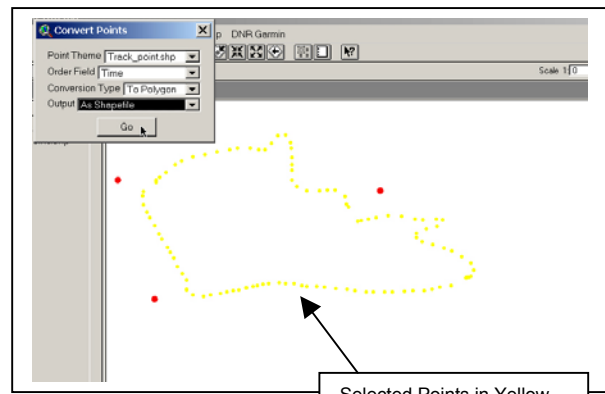 Convert Points
p DNR Garmin
Point Theme Track_point.shp
Order Field Time
Scale 1: 0
Conversion Type To Polygon
Output As Shapefile
Go
Selected Points in Yellow